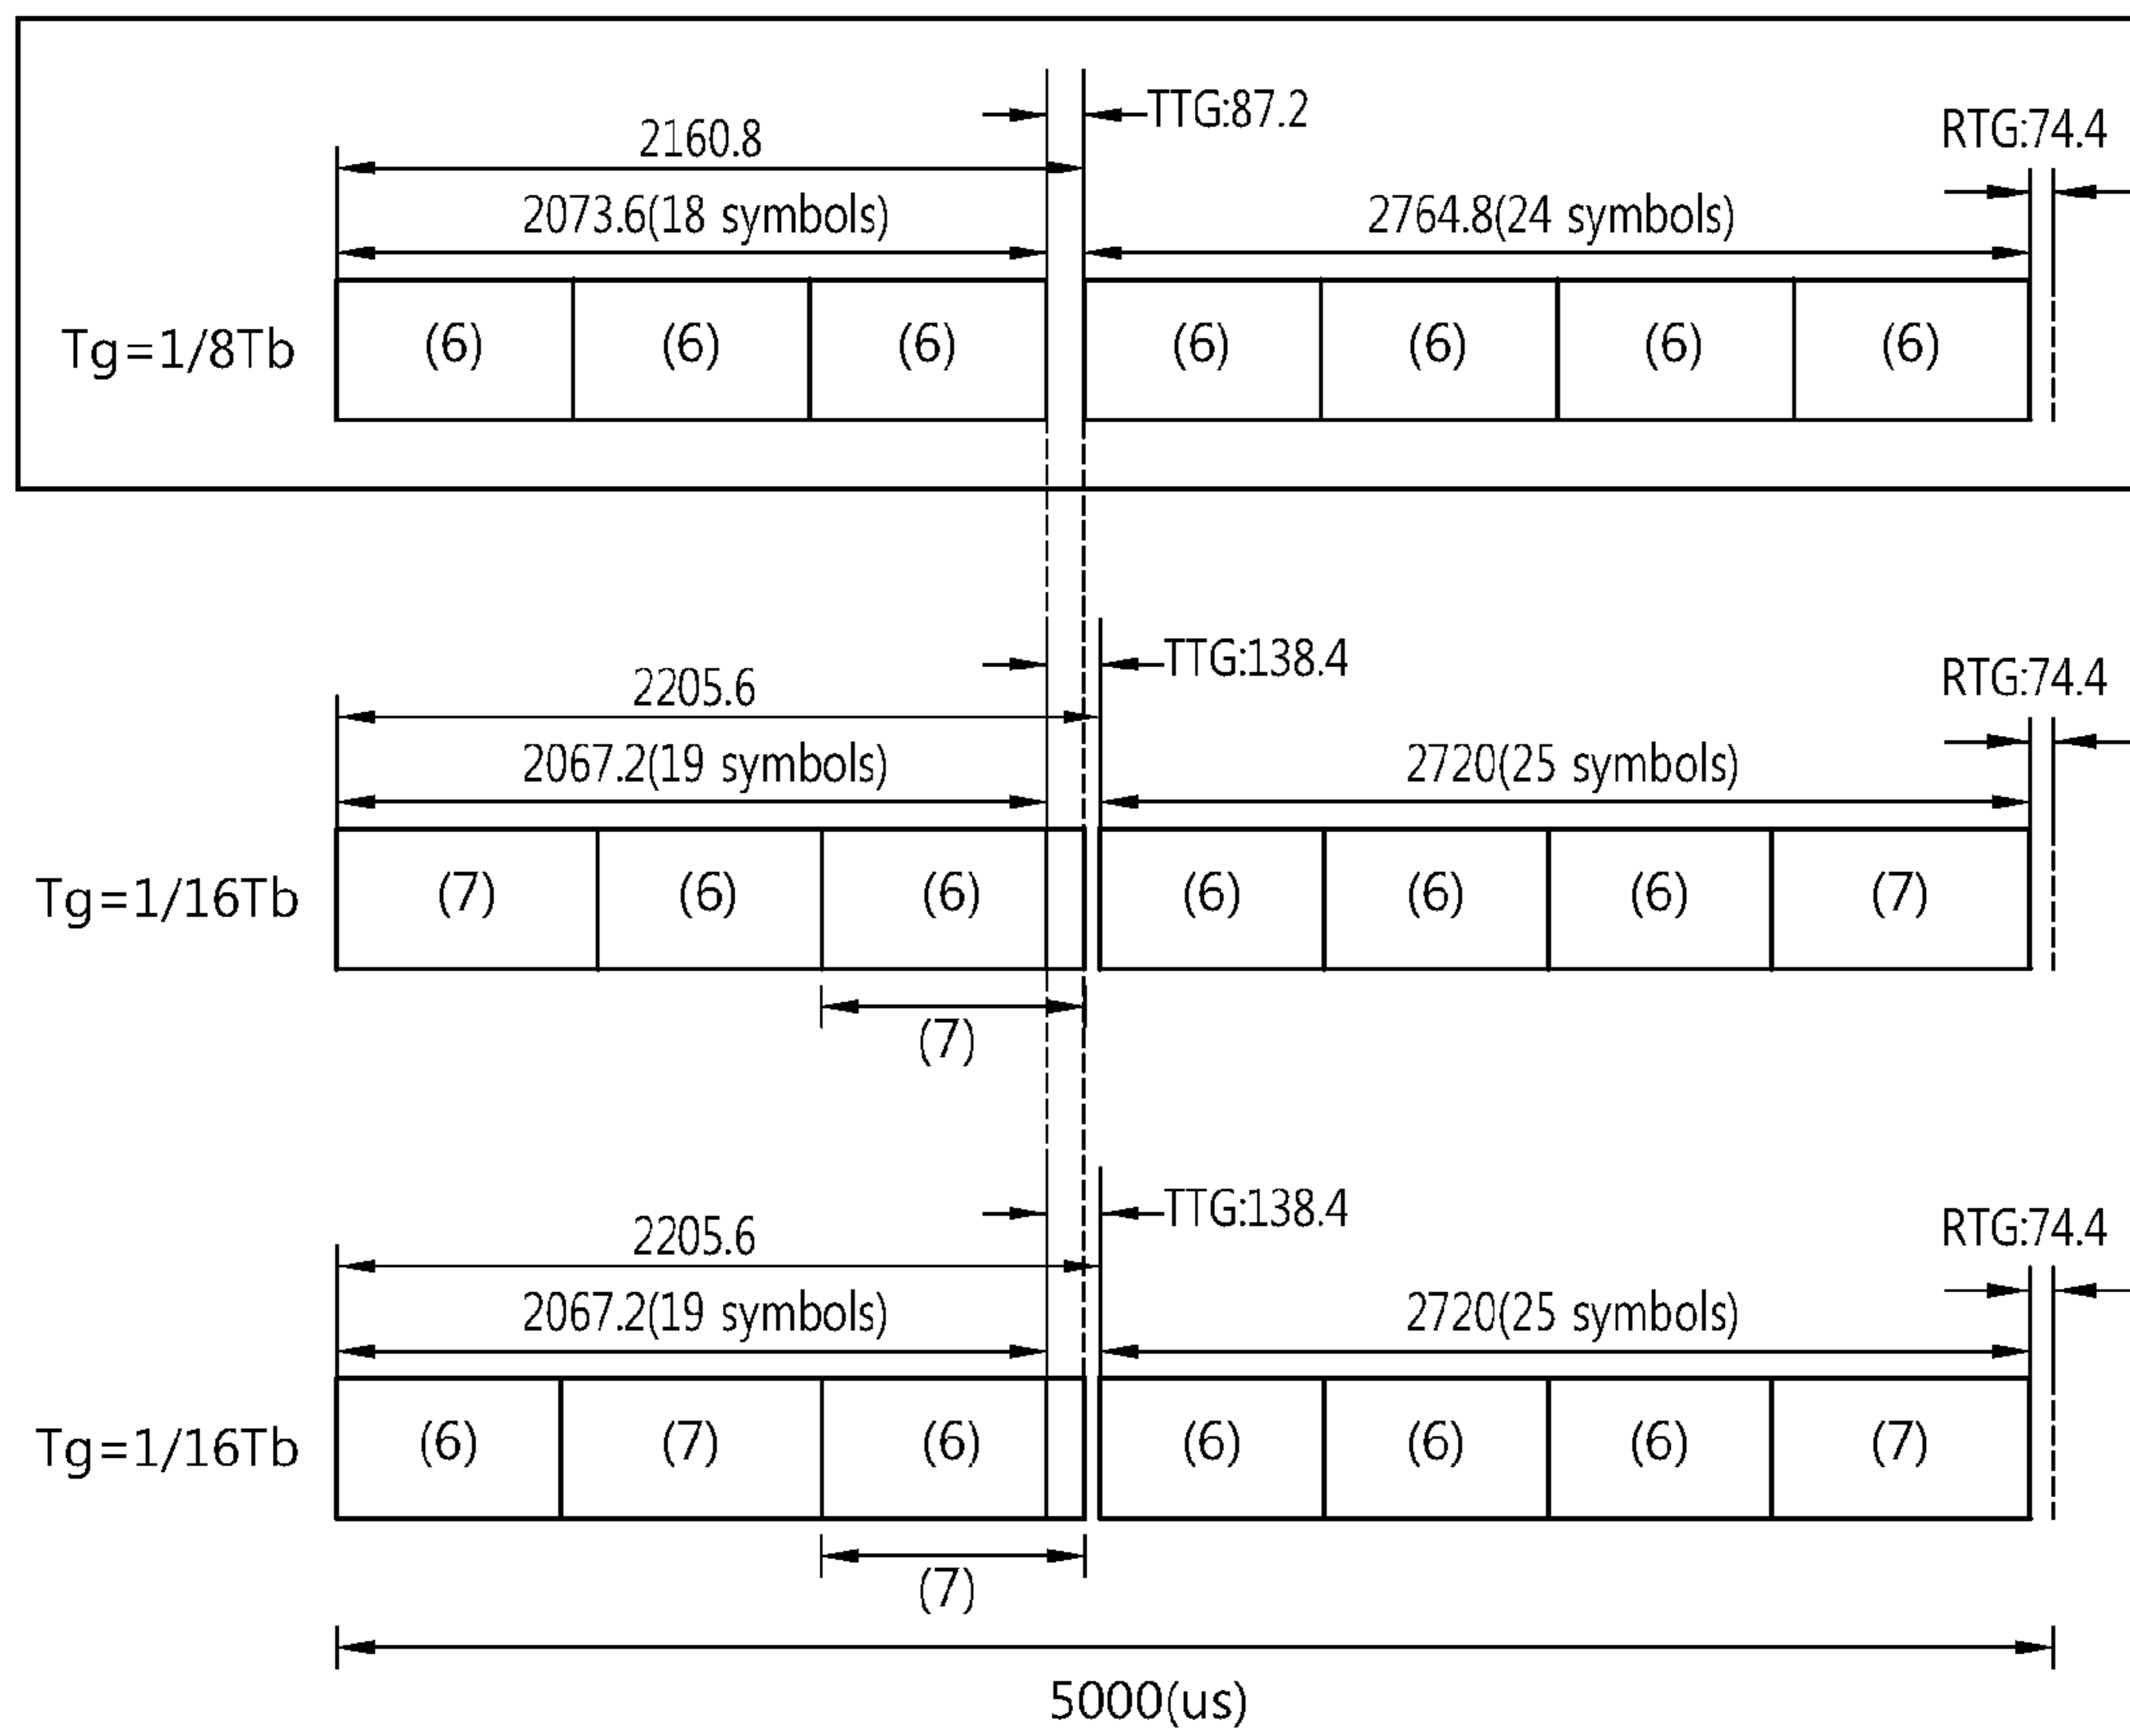 TTG:87.2
RTG:74.4
2160.8
2073.6(18 symbols)
2764.8(24 symbols)
Tg=1/8Tb
(6)
(6)
(6)
(6)
(6)
(6)
(6)
TTG:138.4
RTG:74.4
2205.6
2067.2(19 symbols)
2720(25 symbols)
Tg=1/16Tb
(7)
(6)
(6)
(6)
(6)
(6)
(7)
(7)
TTG:138.4
RTG:74.4
2205.6
2067.2(19 symbols)
2720(25 symbols)
Tg=1/16Tb
(6)
(7)
(6)
(6)
(6)
(6)
(7)
(7)
5000(us)